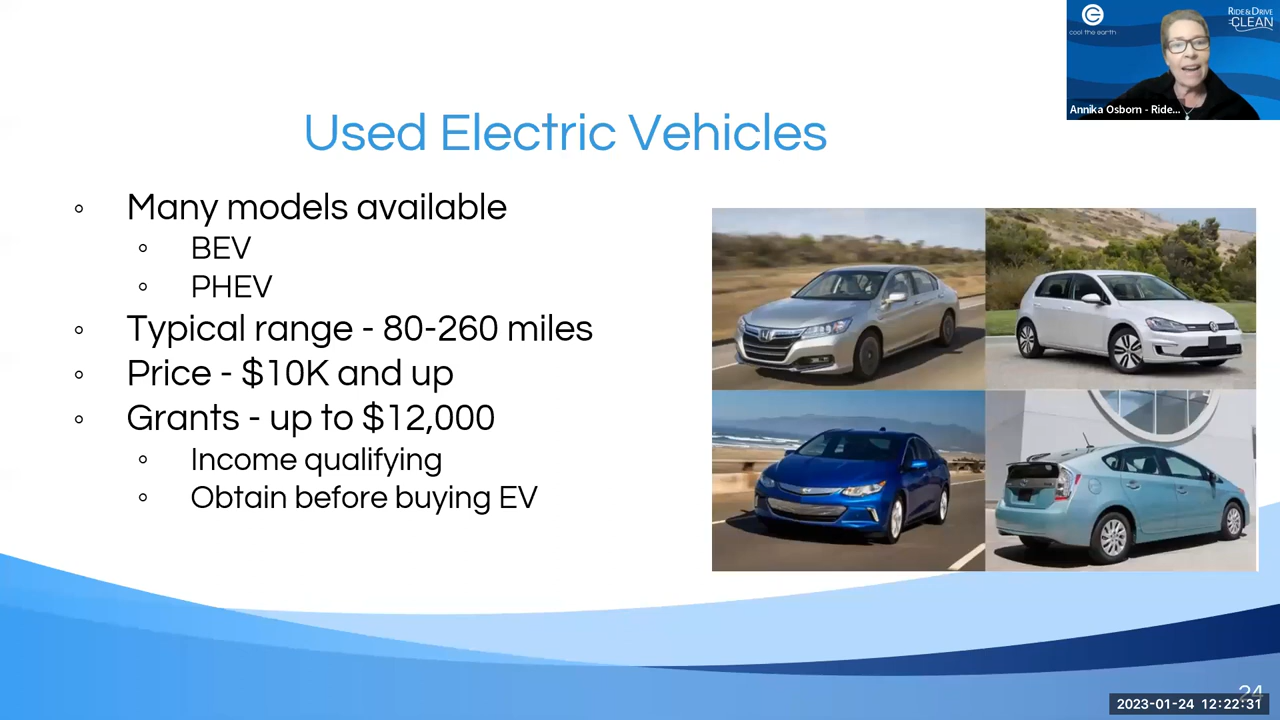 cool the earth
RIDE & DRIVE
CLEAN
Annika Osborn - Ride...
Used Electric Vehicles
◦ Many models available
◦ BEV
◦ PHEV
◦ Typical range - 80-260 miles
◦ Price - $10K and up
◦ Grants - up to $12,000
◦ Income qualifying
◦ Obtain before buying EV
24
2023-01-24 12:22:31